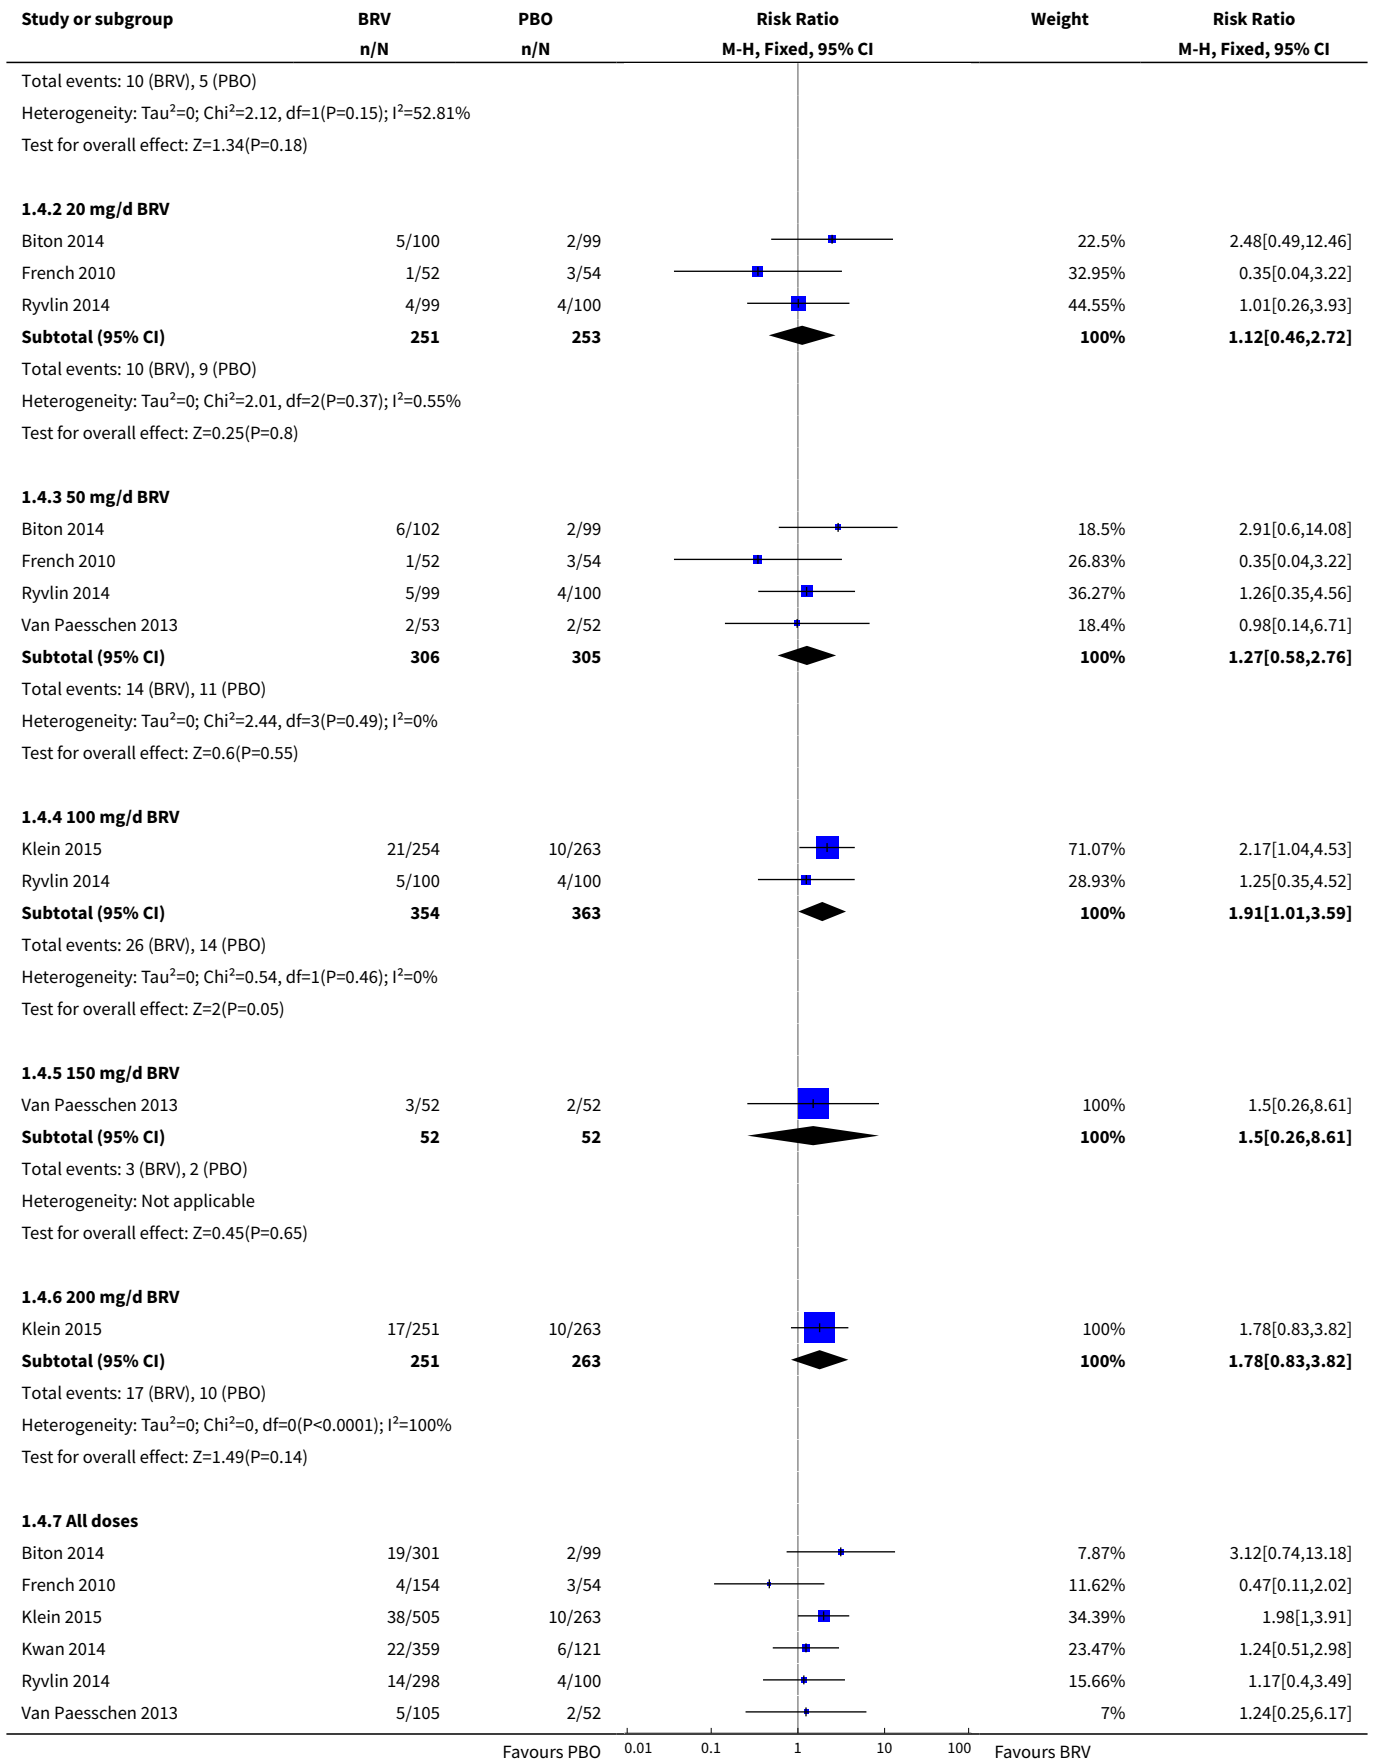 Study or subgroup BRV PBO Risk Ratio Weight Risk Ratio
n/N n/N M-H, Fixed, 95% CI M-H, Fixed, 95% CI
Total events: 10 (BRV), 5 (PBO)
Heterogeneity: Tau²=0; Chi²=2.12, df=1(P=0.15); I²=52.81%
Test for overall effect: Z=1.34(P=0.18)
1.4.2 20 mg/d BRV
Biton 2014 5/100 2/99 22.5% 2.48[0.49,12.46]
French 2010 1/52 3/54 32.95% 0.35[0.04,3.22]
Ryvlin 2014 4/99 4/100 44.55% 1.01[0.26,3.93]
Subtotal (95% CI) 251 253 100% 1.12[0.46,2.72]
Total events: 10 (BRV), 9 (PBO)
Heterogeneity: Tau²=0; Chi²=2.01, df=2(P=0.37); I²=0.55%
Test for overall effect: Z=0.25(P=0.8)
1.4.3 50 mg/d BRV
Biton 2014 6/102 2/99 18.5% 2.91[0.6,14.08]
French 2010 1/52 3/54 26.83% 0.35[0.04,3.22]
Ryvlin 2014 5/99 4/100 36.27% 1.26[0.35,4.56]
Van Paesschen 2013 2/53 2/52 18.4% 0.98[0.14,6.71]
Subtotal (95% CI) 306 305 100% 1.27[0.58,2.76]
Total events: 14 (BRV), 11 (PBO)
Heterogeneity: Tau²=0; Chi²=2.44, df=3(P=0.49); I²=0%
Test for overall effect: Z=0.6(P=0.55)
1.4.4 100 mg/d BRV
Klein 2015 21/254 10/263 71.07% 2.17[1.04,4.53]
Ryvlin 2014 5/100 4/100 28.93% 1.25[0.35,4.52]
Subtotal (95% CI) 354 363 100% 1.91[1.01,3.59]
Total events: 26 (BRV), 14 (PBO)
Heterogeneity: Tau²=0; Chi²=0.54, df=1(P=0.46); I²=0%
Test for overall effect: Z=2(P=0.05)
1.4.5 150 mg/d BRV
Van Paesschen 2013 3/52 2/52 100% 1.5[0.26,8.61]
Subtotal (95% CI) 52 52 100% 1.5[0.26,8.61]
Total events: 3 (BRV), 2 (PBO)
Heterogeneity: Not applicable
Test for overall effect: Z=0.45(P=0.65)
1.4.6 200 mg/d BRV
Klein 2015 17/251 10/263 100% 1.78[0.83,3.82]
Subtotal (95% CI) 251 263 100% 1.78[0.83,3.82]
Total events: 17 (BRV), 10 (PBO)
Heterogeneity: Tau²=0; Chi²=0, df=0(P<0.0001); I²=100%
Test for overall effect: Z=1.49(P=0.14)
1.4.7 All doses
Biton 2014 19/301 2/99 7.87% 3.12[0.74,13.18]
French 2010 4/154 3/54 11.62% 0.47[0.11,2.02]
Klein 2015 38/505 10/263 34.39% 1.98[1,3.91]
Kwan 2014 22/359 6/121 23.47% 1.24[0.51,2.98]
Ryvlin 2014 14/298 4/100 15.66% 1.17[0.4,3.49]
Van Paesschen 2013 5/105 2/52 7% 1.24[0.25,6.17]
Favours PBO 0.01 0.1 1 10 100 Favours BRV